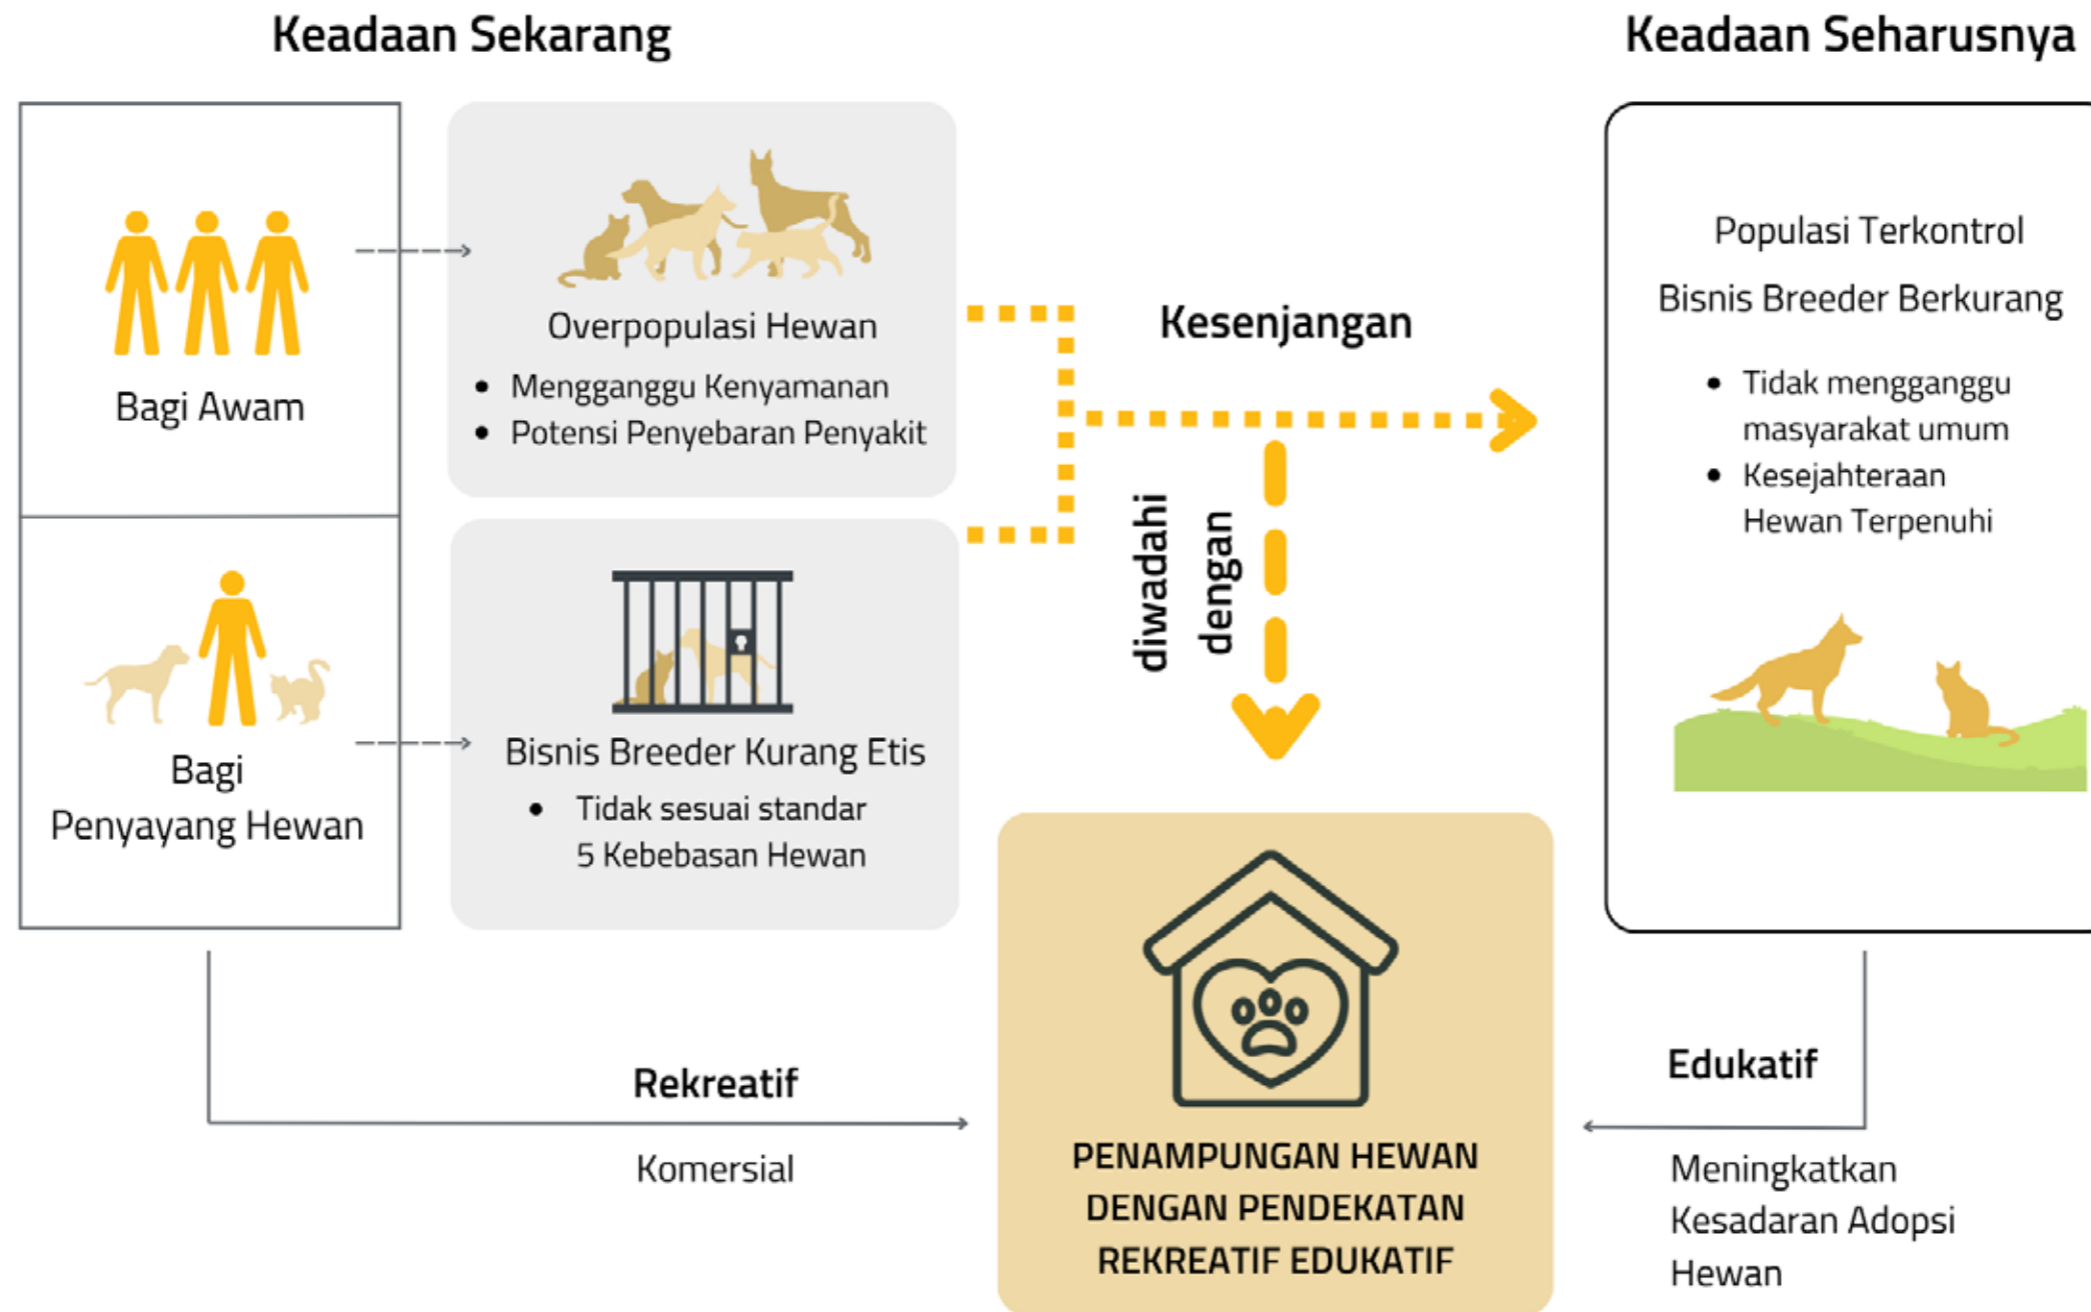 Keadaan Sekarang
Keadaan Seharusnya
Bagi Awam
Overpopulasi Hewan
• Mengganggu Kenyamanan
• Potensi Penyebaran Penyakit
Bagi
Penyayang Hewan
Bisnis Breeder Kurang Etis
• Tidak sesuai standar
5 Kebebasan Hewan
Kesenjangan
diwadahi
dengan
Populasi Terkontrol
Bisnis Breeder Berkurang
• Tidak mengganggu
masyarakat umum
• Kesejahteraan
Hewan Terpenuhi
Rekreatif
Komersial
PENAMPUNGAN HEWAN
DENGAN PENDEKATAN
REKREATIF EDUKATIF
Edukatif
Meningkatkan
Kesadaran Adopsi
Hewan